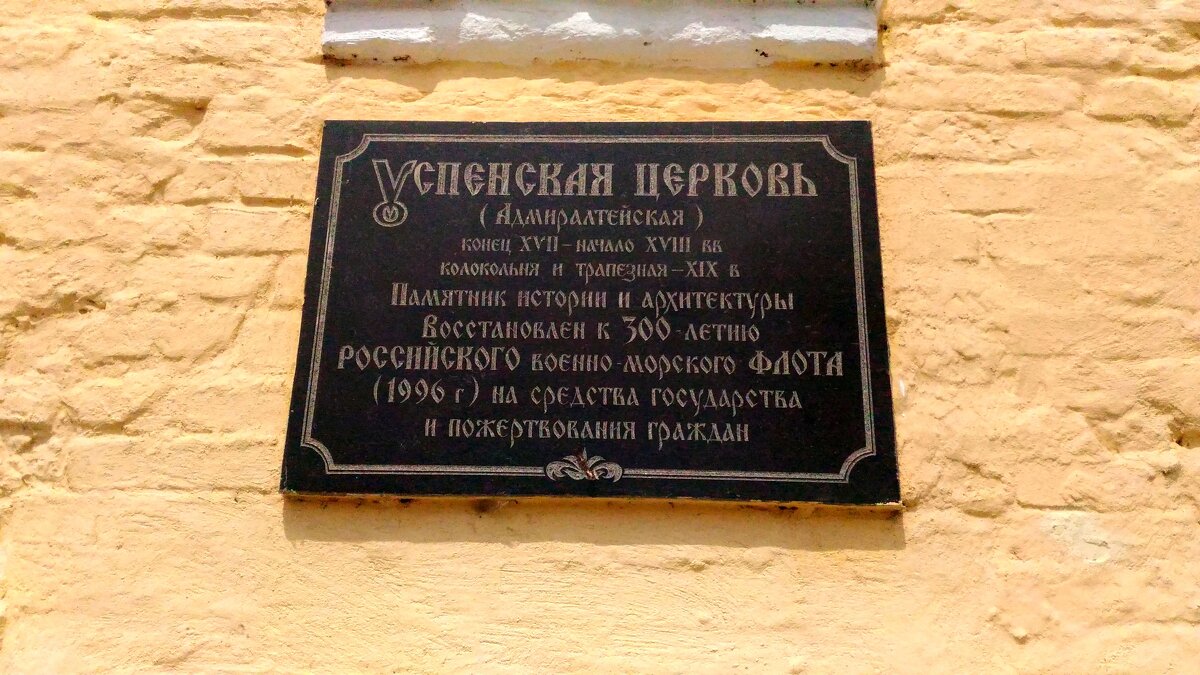 Успенская церковь
(Адмиралтейская)
конец XVII - начало XVIII вв
колокольня и трапезная - XIX в
Памятник истории и архитектуры
Восстановлен к 300-летию
РОССИЙСКОГО военно-морского ФЛОТА
(1996 г) на средства государства
и пожертвования граждан